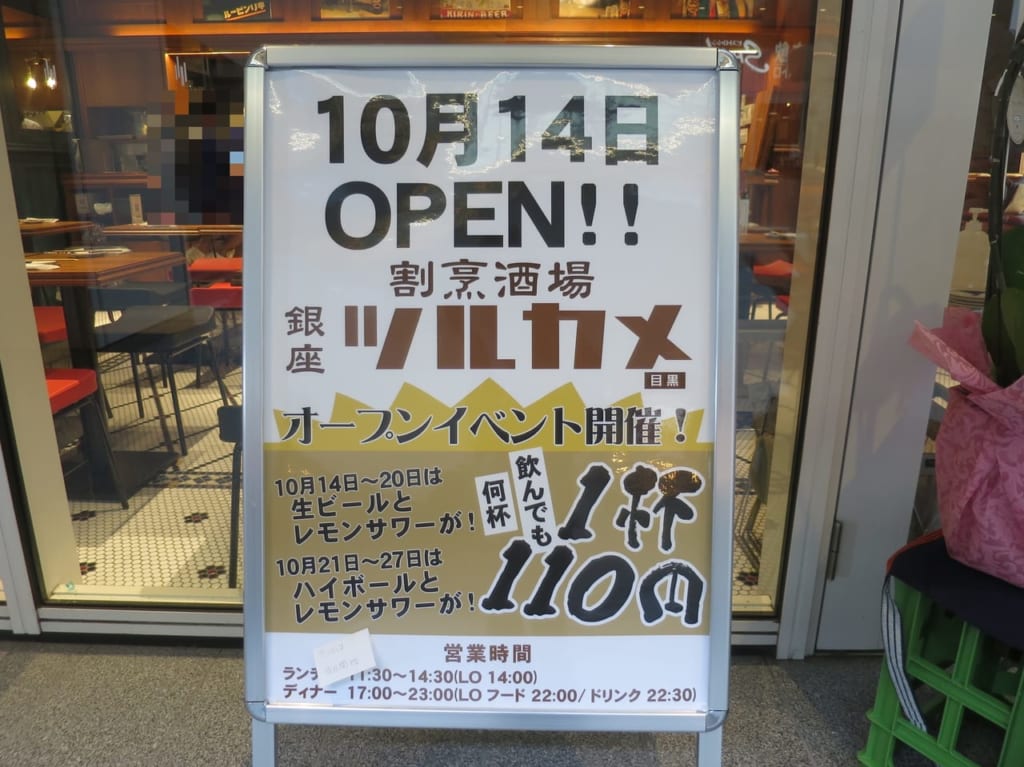 ルービンリキ
KIRIN BEER
10月14日
OPEN!!
割烹酒場
銀座
ツルカメ
目黒
オープンイベント開催！
10月14日〜20日は
生ビールと
レモンサワーが！
10月21日〜27日は
ハイボールと
レモンサワーが！
何杯
飲んでも
1杯
110円
営業時間
ランチ 11:30〜14:30(LO 14:00)
ディナー 17:00〜23:00(LO フード 22:00/ドリンク 22:30)